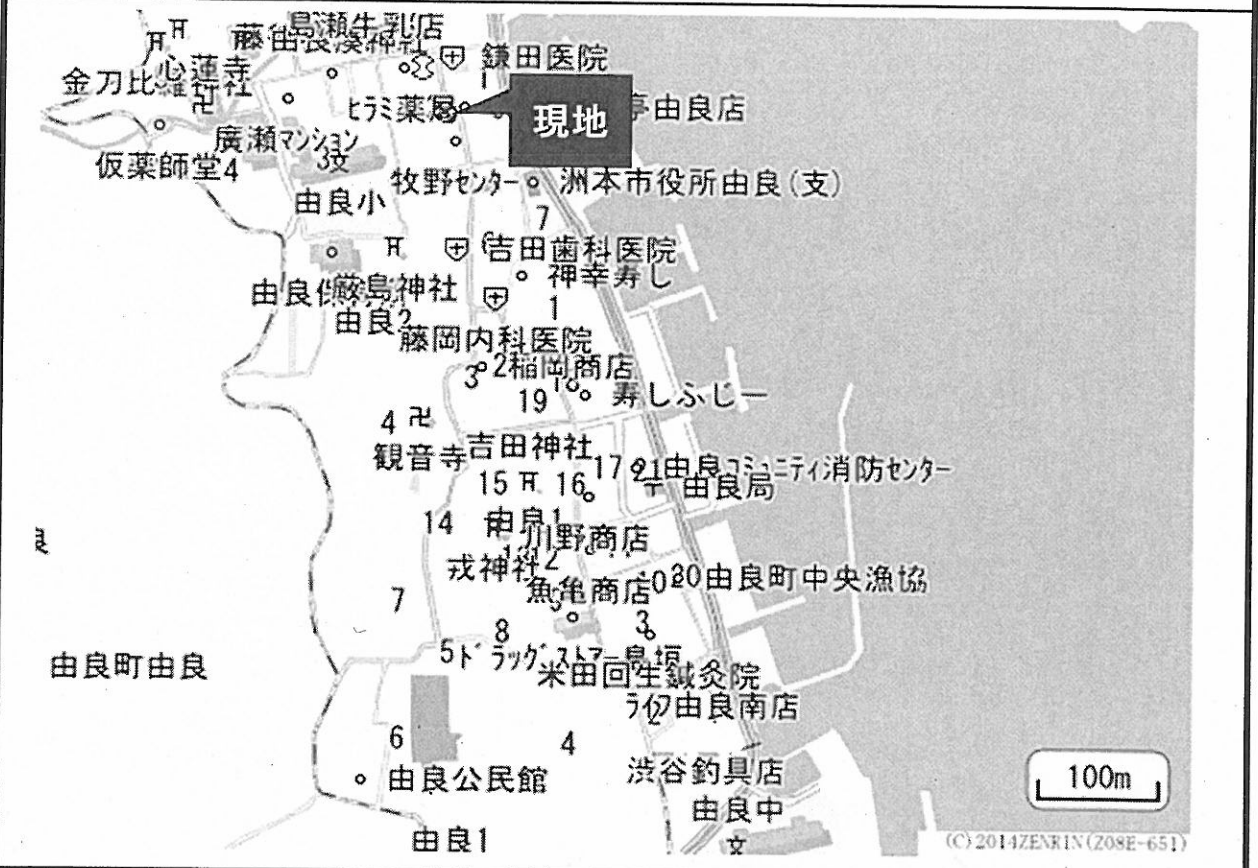 島瀬牛乳店
鎌田医院
心蓮寺
金刀比
ヒラミ薬局
現地
亭由良店
廣瀬マンション
3文
仮薬師堂4
牧野センター
洲本市役所由良(支)
由良小
7
吉田歯科医院
神幸寿し
厳島神社
1
由良2
藤岡内科医院
2稲岡商店
3
19
寿しふじ一
4
観音寺
吉田神社
17
21由良コミュニティ消防センター
15
16
由良局
14
由良1
川野商店
戎神社
魚亀商店
20由良町中央漁協
7
8
3
5ドラッグストアー島垣
由良町由良
米田回生鍼灸院
ライフ由良南店
2
6
4
渋谷釣具店
由良公民館
100m
由良中
文
由良1
(C)2014ZENRIN(Z08E-651)